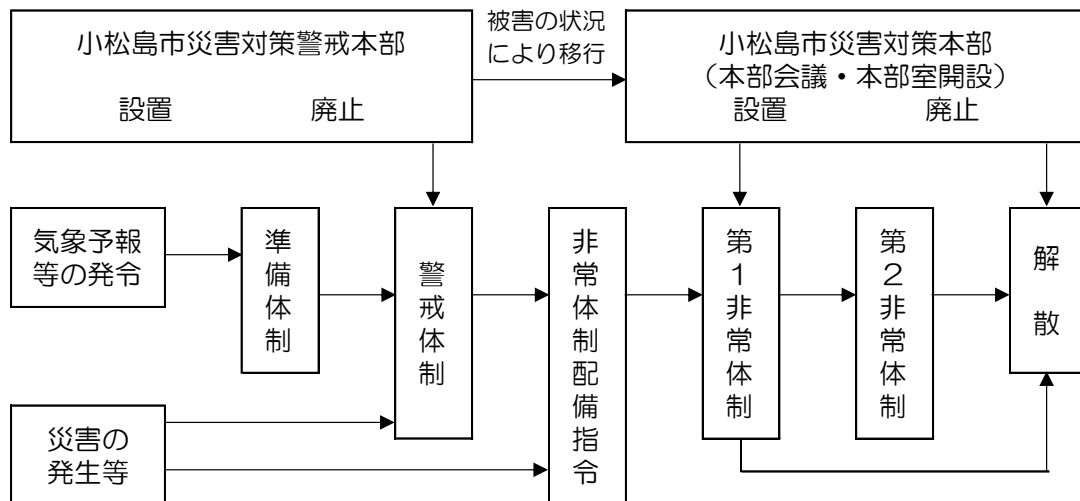 小松島市災害対策警戒本部
設置　廃止
被害の状況
により移行
小松島市災害対策本部
（本部会議・本部室開設）
設置　廃止
気象予報
等の発令
準備体制
警戒体制
非常体制配備指令
第１非常体制
第２非常体制
解散
災害の
発生等